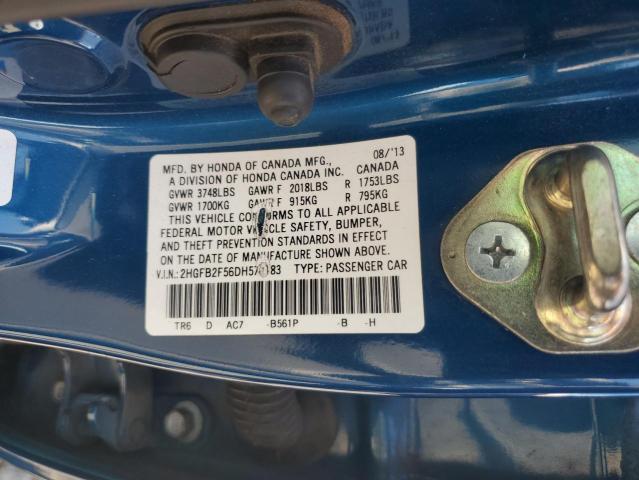 MFD. BY HONDA OF CANADA MFG., 08/'13
A DIVISION OF HONDA CANADA INC. CANADA
GVWR 3748LBS GAWR F 2018LBS R 1753LBS
GVWR 1700KG GAWR F 915KG R 795KG
THIS VEHICLE CONFORMS TO ALL APPLICABLE
FEDERAL MOTOR VEHICLE SAFETY, BUMPER,
AND THEFT PREVENTION STANDARDS IN EFFECT
ON THE DATE OF MANUFACTURE SHOWN ABOVE.
V.I.N.: TYPE: PASSENGER CAR
TR6 D AC7 -B561P -B -H